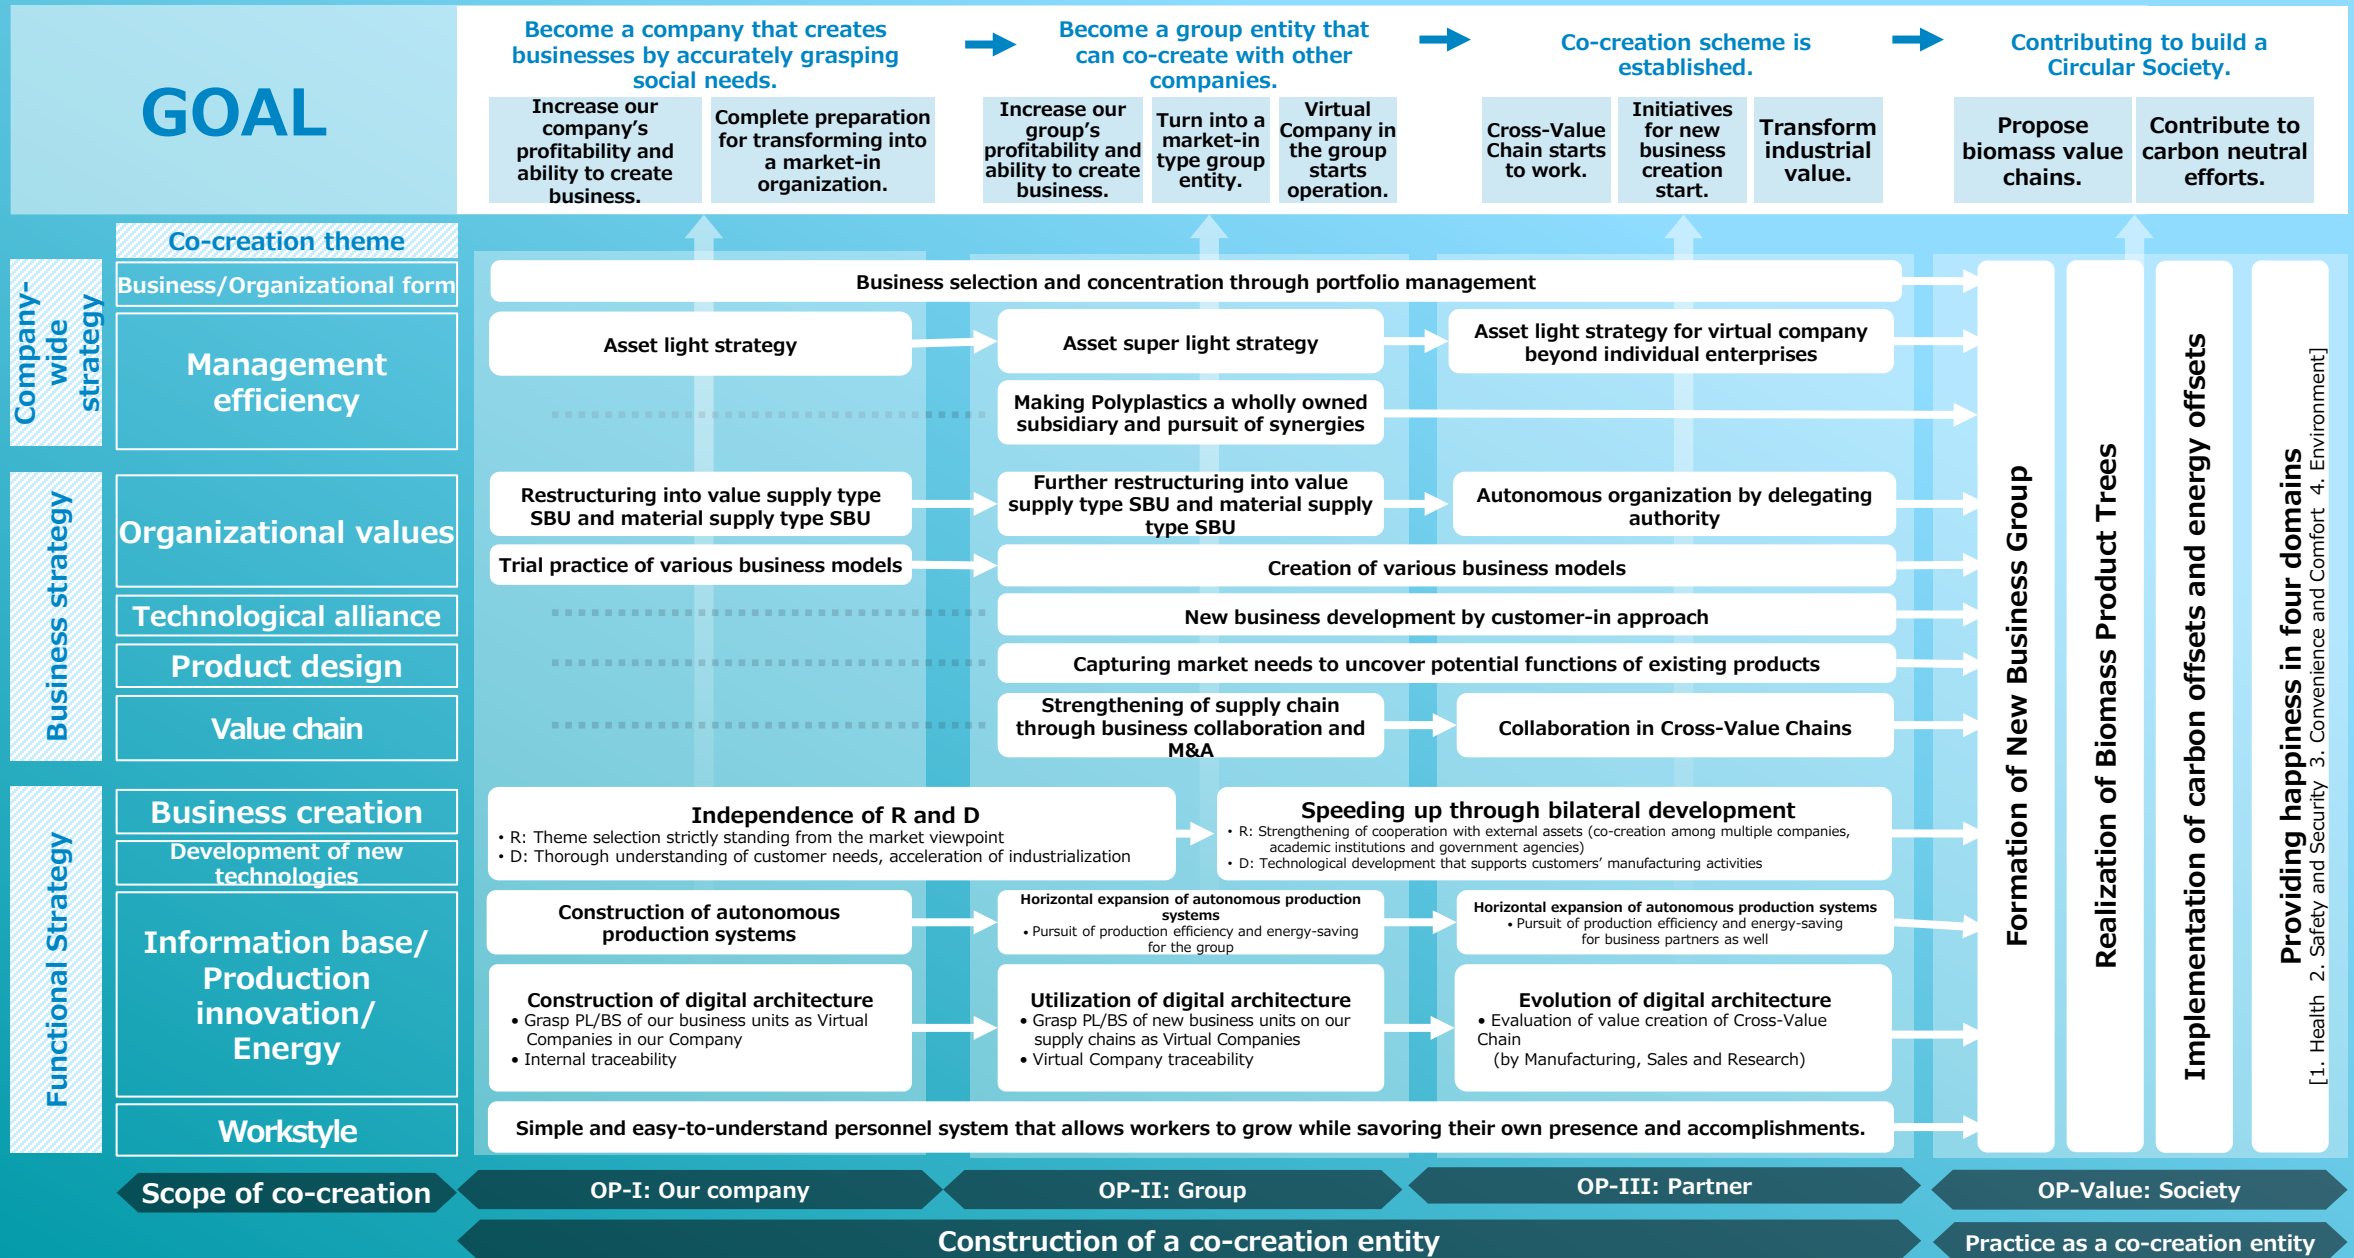 GOAL
Become a company that creates
businesses by accurately grasping
social needs.
Become a group entity that
can co-create with other
companies.
Co-creation scheme is
established.
Contributing to build a
Circular Society.
Increase our
company’s
profitability and
ability to create
business.
Complete preparation
for transforming into
a market-in
organization.
Increase our
group’s
profitability and
ability to create
business.
Turn into a
market-in
type group
entity.
Virtual
Company in
the group
starts
operation.
Cross-Value
Chain starts
to work.
Initiatives
for new
business
creation
start.
Transform
industrial
value.
Propose
biomass value
chains.
Contribute to
carbon neutral
efforts.
Co-creation theme
Company-
wide
strategy
Business/Organizational form
Business selection and concentration through portfolio management
Management
efficiency
Asset light strategy
Asset super light strategy
Asset light strategy for virtual company
beyond individual enterprises
Making Polyplastics a wholly owned
subsidiary and pursuit of synergies
Business strategy
Organizational values
Restructuring into value supply type
SBU and material supply type SBU
Further restructuring into value
supply type SBU and material supply
type SBU
Autonomous organization by delegating
authority
Trial practice of various business models
Creation of various business models
Technological alliance
New business development by customer-in approach
Product design
Capturing market needs to uncover potential functions of existing products
Value chain
Strengthening of supply chain
through business collaboration and
M&A
Collaboration in Cross-Value Chains
Functional Strategy
Business creation
Development of new
technologies
Independence of R and D
• R: Theme selection strictly standing from the market viewpoint
• D: Thorough understanding of customer needs, acceleration of industrialization
Speeding up through bilateral development
• R: Strengthening of cooperation with external assets (co-creation among multiple companies,
academic institutions and government agencies)
• D: Technological development that supports customers’ manufacturing activities
Information base/
Production
innovation/
Energy
Construction of autonomous
production systems
Horizontal expansion of autonomous production
systems
• Pursuit of production efficiency and energy-saving
for the group
Horizontal expansion of autonomous production systems
• Pursuit of production efficiency and energy-saving
for business partners as well
Construction of digital architecture
• Grasp PL/BS of our business units as Virtual
Companies in our Company
• Internal traceability
Utilization of digital architecture
• Grasp PL/BS of new business units on our
supply chains as Virtual Companies
• Virtual Company traceability
Evolution of digital architecture
• Evaluation of value creation of Cross-Value
Chain
(by Manufacturing, Sales and Research)
Workstyle
Simple and easy-to-understand personnel system that allows workers to grow while savoring their own presence and accomplishments.
Formation of New Business Group
Realization of Biomass Product Trees
Implementation of carbon offsets and energy offsets
Providing happiness in four domains
[1. Health 2. Safety and Security 3. Convenience and Comfort 4. Environment]
Scope of co-creation
OP-I: Our company
OP-II: Group
OP-III: Partner
OP-Value: Society
Construction of a co-creation entity
Practice as a co-creation entity